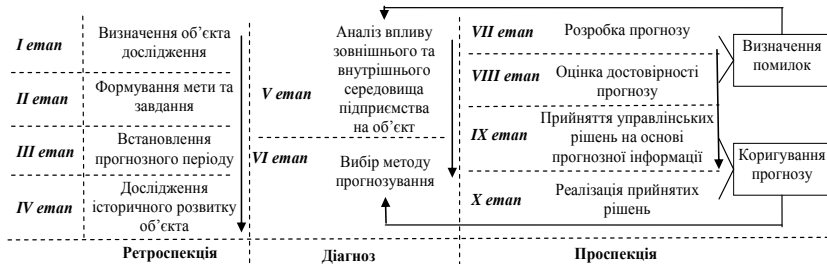 I етап
Визначення об’єкта
дослідження
II етап
Формування мети та
завдання
III етап
Встановлення
прогнозного періоду
IV етап
Дослідження
історичного розвитку
об’єкта
Ретроспекція
V етап
Аналіз впливу
зовнішнього та
внутрішнього
середовища
підприємства
на об’єкт
VI етап
Вибір методу
прогнозування
Діагноз
VII етап
Розробка прогнозу
VIII етап
Оцінка достовірності
прогнозу
IX етап
Прийняття управлінських
рішень на основі
прогнозної інформації
X етап
Реалізація прийнятих
рішень
Проспекція
Визначення
помилок
Коригування
прогнозу